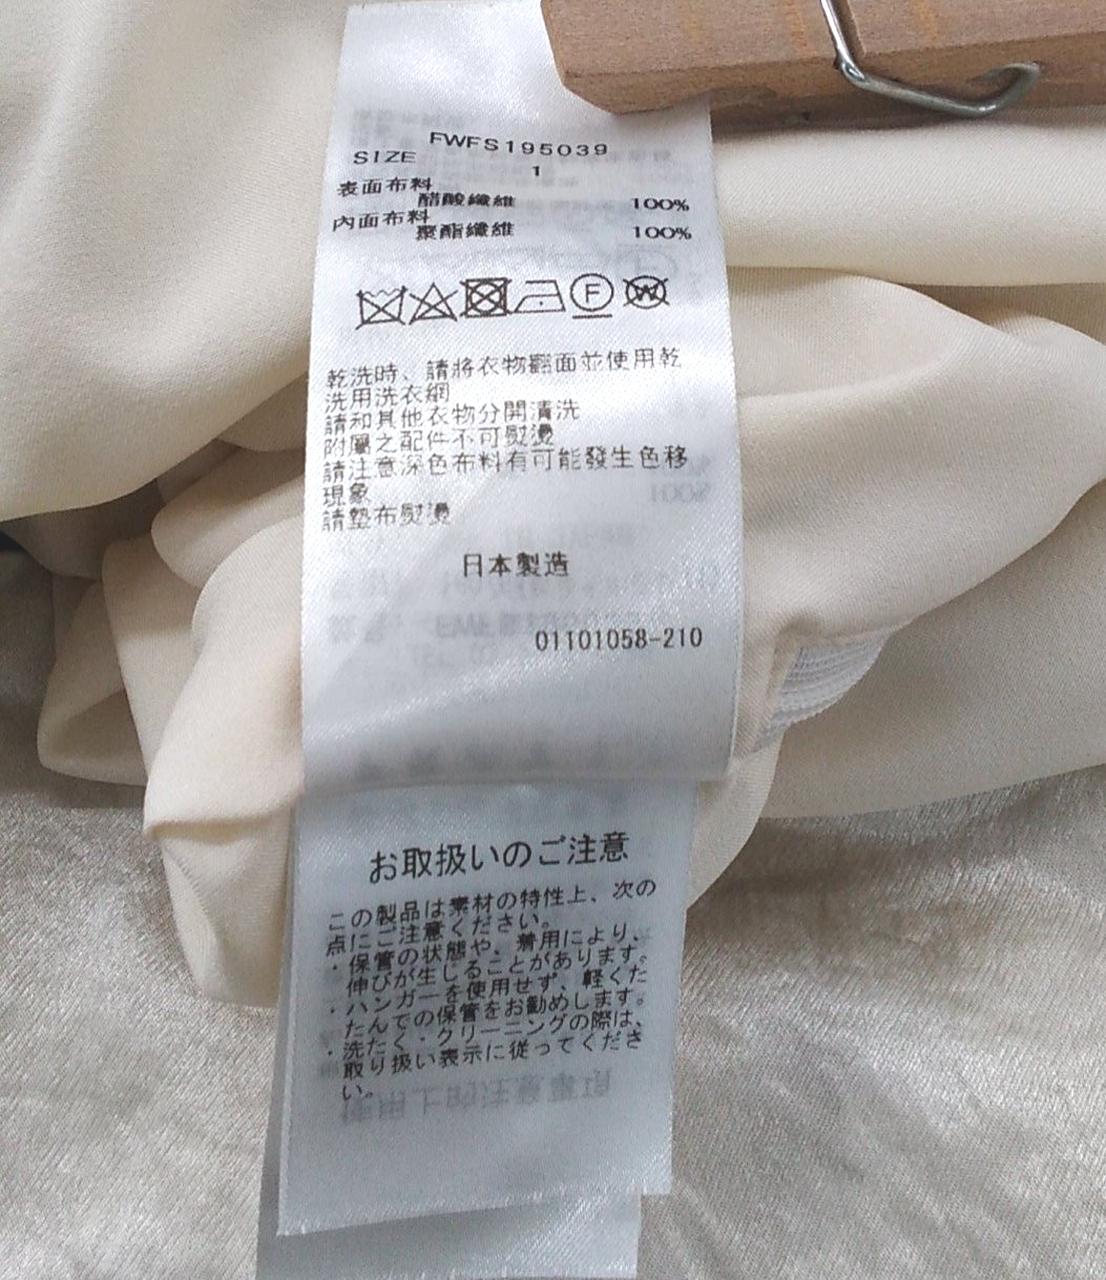 FWFS195039
SIZE 1
表面布料
醋酸纖維 100%
內面布料
聚酯纖維 100%
F W
乾洗時、請將衣物翻面並使用乾
洗用洗衣網
請和其他衣物分開清洗
附屬之配件不可熨燙
請注意深色布料有可能發生色移
現象
請墊布熨燙
日本製造
01101058-210
お取扱いのご注意
この製品は素材の特性上、次の
点にご注意ください。
・保管の状態や、着用により、
伸びが生じることがあります。
・ハンガーを使用せず、軽くた
たんでの保管をお勧めします。
・洗たく・クリーニングの際は、
取り扱い表示に従ってくださ
い。